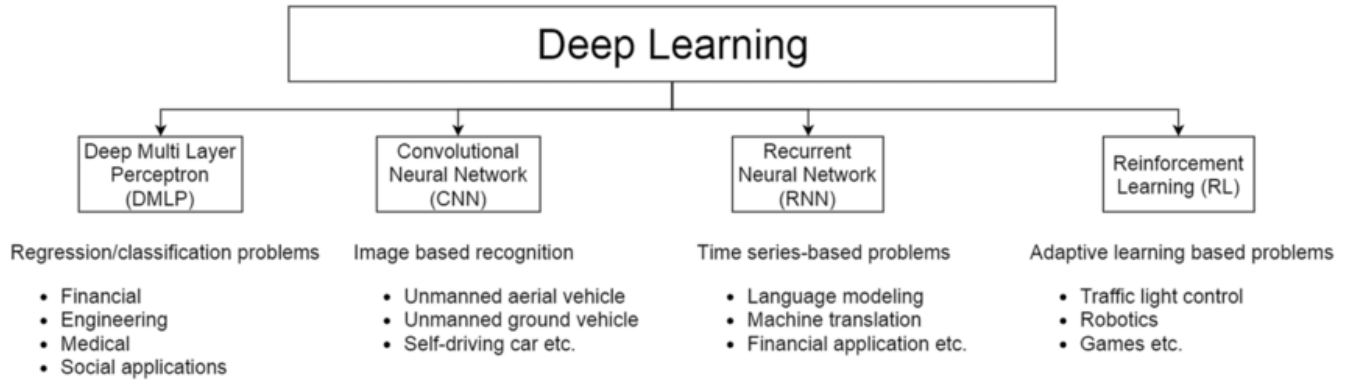 Deep Learning
Deep Multi Layer
Perceptron
(DMLP)
Convolutional
Neural Network
(CNN)
Recurrent
Neural Network
(RNN)
Reinforcement
Learning (RL)
Regression/classification problems
• Financial
• Engineering
• Medical
• Social applications
Image based recognition
• Unmanned aerial vehicle
• Unmanned ground vehicle
• Self-driving car etc.
Time series-based problems
• Language modeling
• Machine translation
• Financial application etc.
Adaptive learning based problems
• Traffic light control
• Robotics
• Games etc.